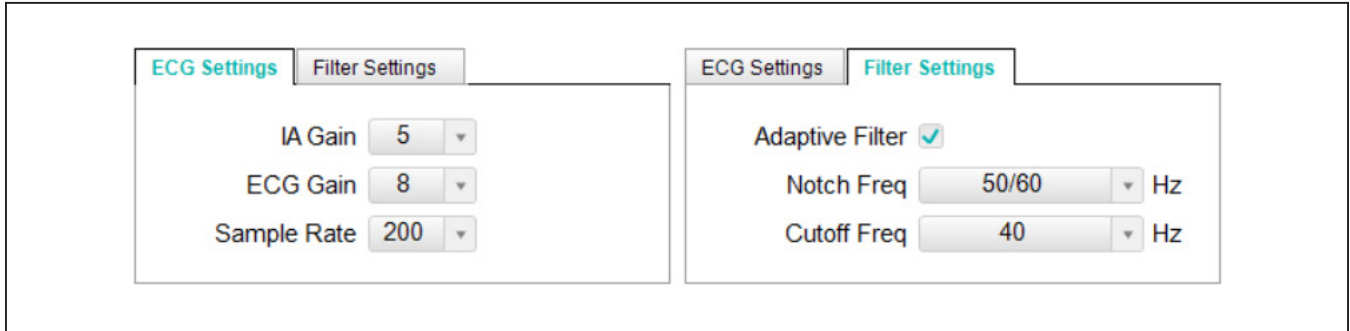 ECG Settings Filter Settings
IA Gain 5
ECG Gain 8
Sample Rate 200
ECG Settings Filter Settings
Adaptive Filter
Notch Freq 50/60 Hz
Cutoff Freq 40 Hz